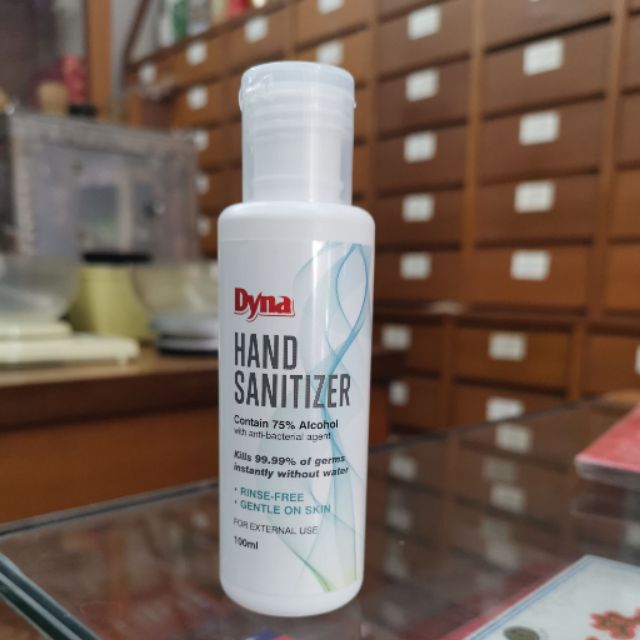 Dyna
HAND
SANITIZER
Contain 75% Alcohol
with anti-bacterial agent
Kills 99.99% of germs
instantly without water
• RINSE-FREE
• GENTLE ON SKIN
FOR EXTERNAL USE
100ml